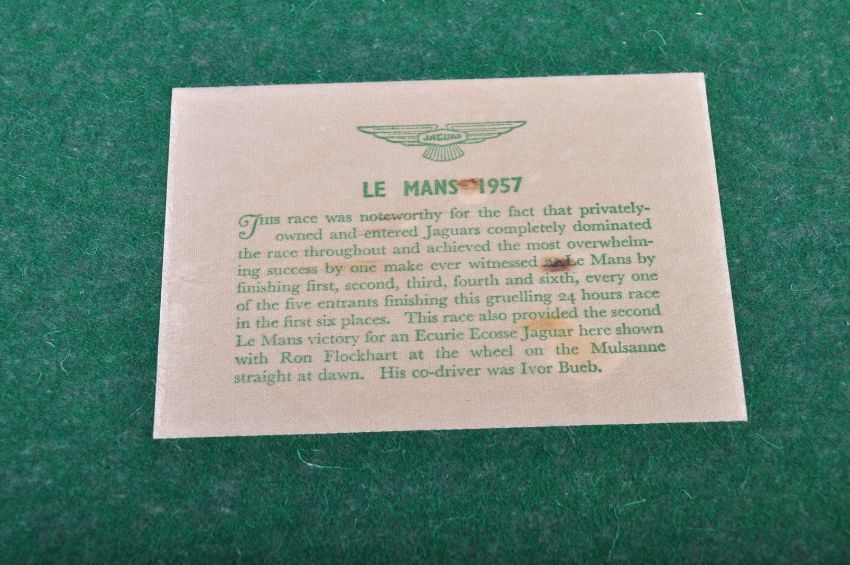 JAGUAR
LE MANS 1957
THIS race was noteworthy for the fact that privately-
owned and entered Jaguars completely dominated
the race throughout and achieved the most overwhelm-
ing success by one make ever witnessed at Le Mans by
finishing first, second, third, fourth and sixth, every one
of the five entrants finishing this gruelling 24 hours race
in the first six places. This race also provided the second
Le Mans victory for an Ecurie Ecosse Jaguar here shown
with Ron Flockhart at the wheel on the Mulsanne
straight at dawn. His co-driver was Ivor Bueb.